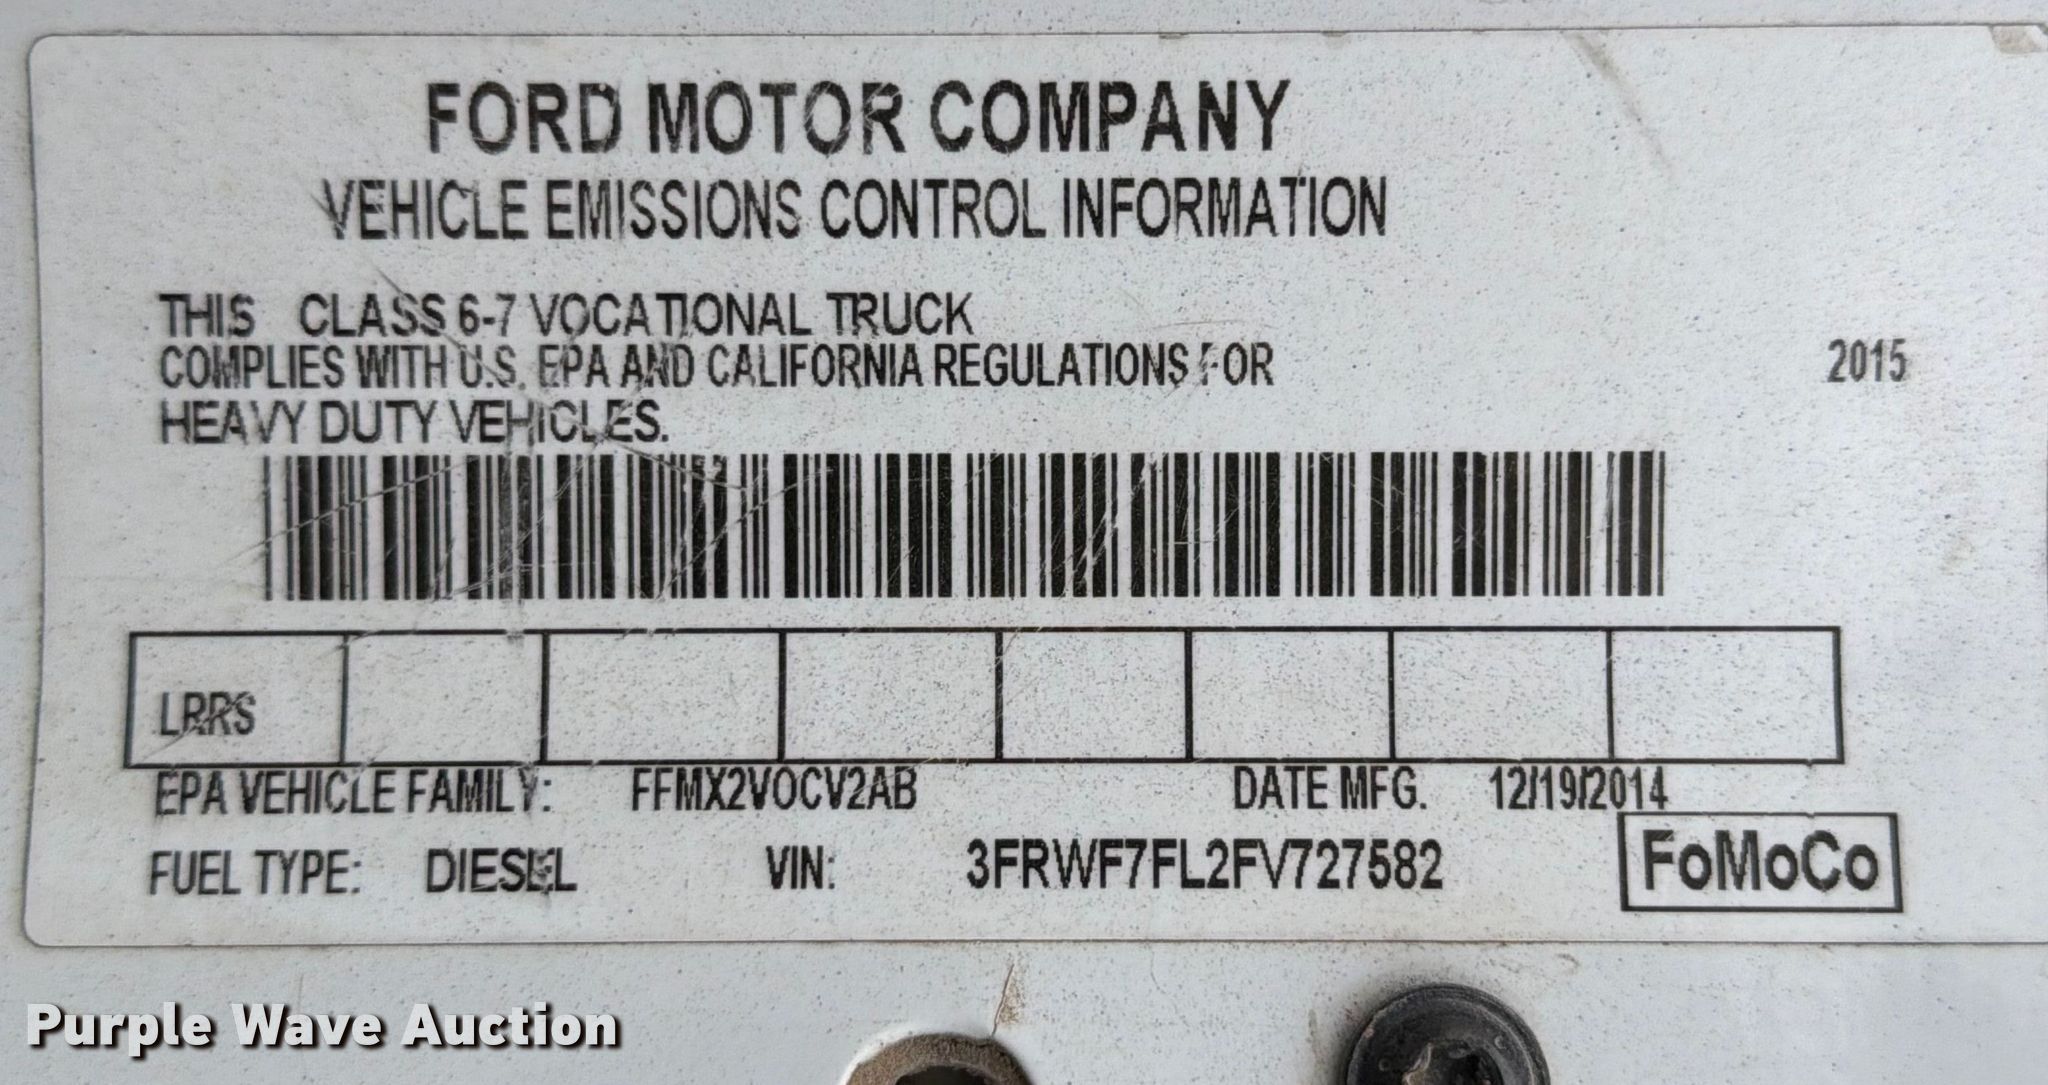 FORD MOTOR COMPANY
VEHICLE EMISSIONS CONTROL INFORMATION
THIS CLASS 6-7 VOCATIONAL TRUCK
COMPLIES WITH U.S. EPA AND CALIFORNIA REGULATIONS FOR 2015
HEAVY DUTY VEHICLES.
LRRS
EPA VEHICLE FAMILY: FFMX2VOCV2AB DATE MFG. 12/19/2014
FUEL TYPE: DIESEL VIN: 3FRWF7FL2FV727582 FoMoCo
Purple Wave Auction